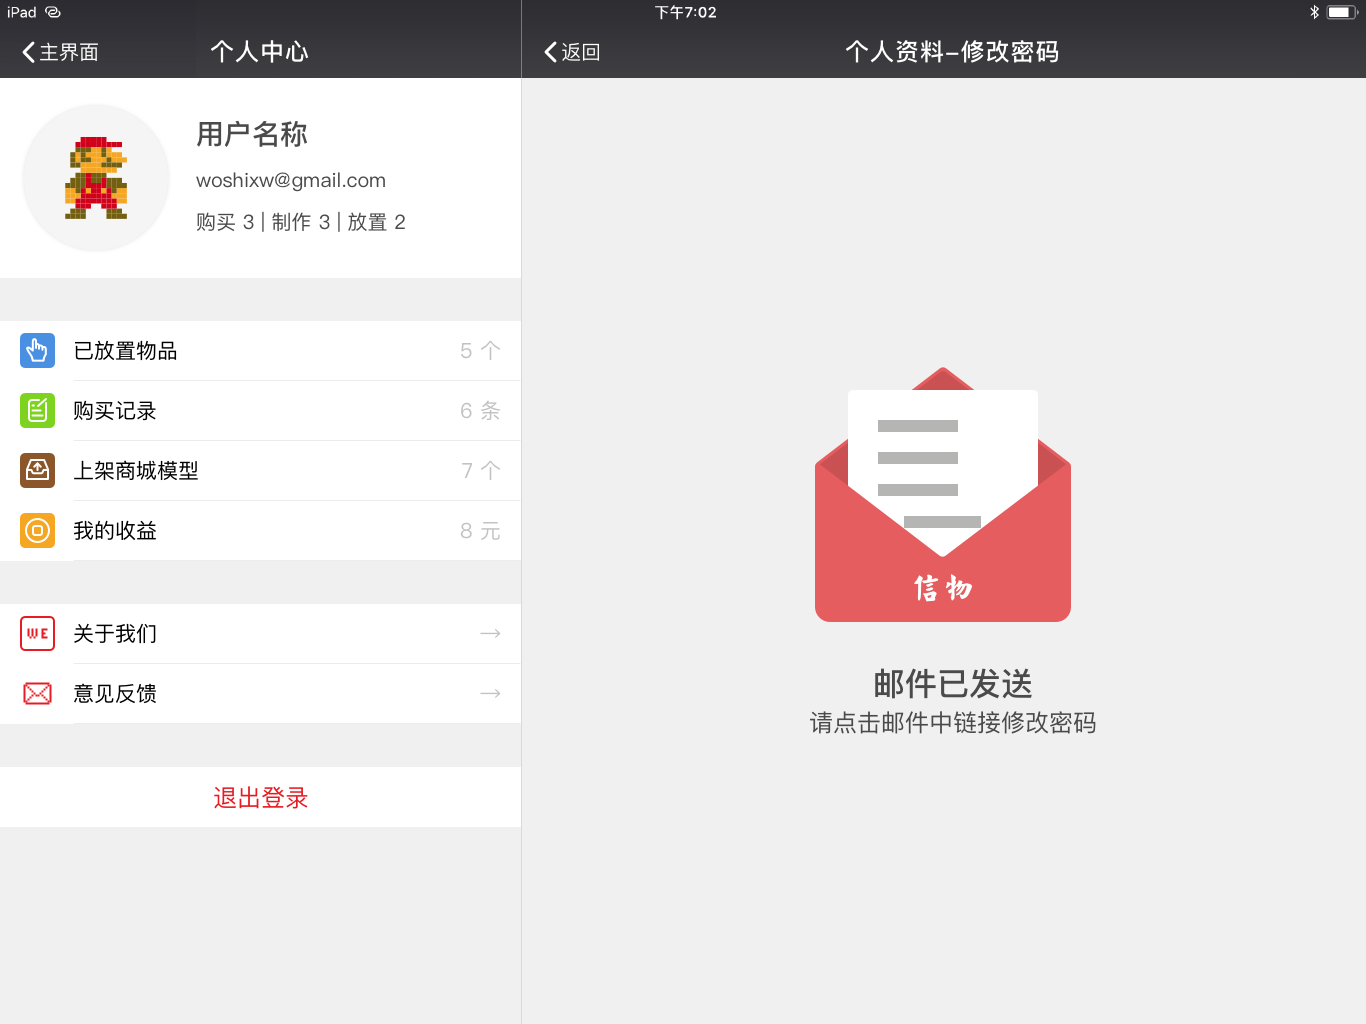 iPad
下午7:02
主界面
个人中心
返回
个人资料-修改密码
用户名称
woshixw@gmail.com
购买 3 | 制作 3 | 放置 2
已放置物品
5 个
购买记录
6 条
上架商城模型
7 个
我的收益
8 元
WE
关于我们
意见反馈
退出登录
信物
邮件已发送
请点击邮件中链接修改密码